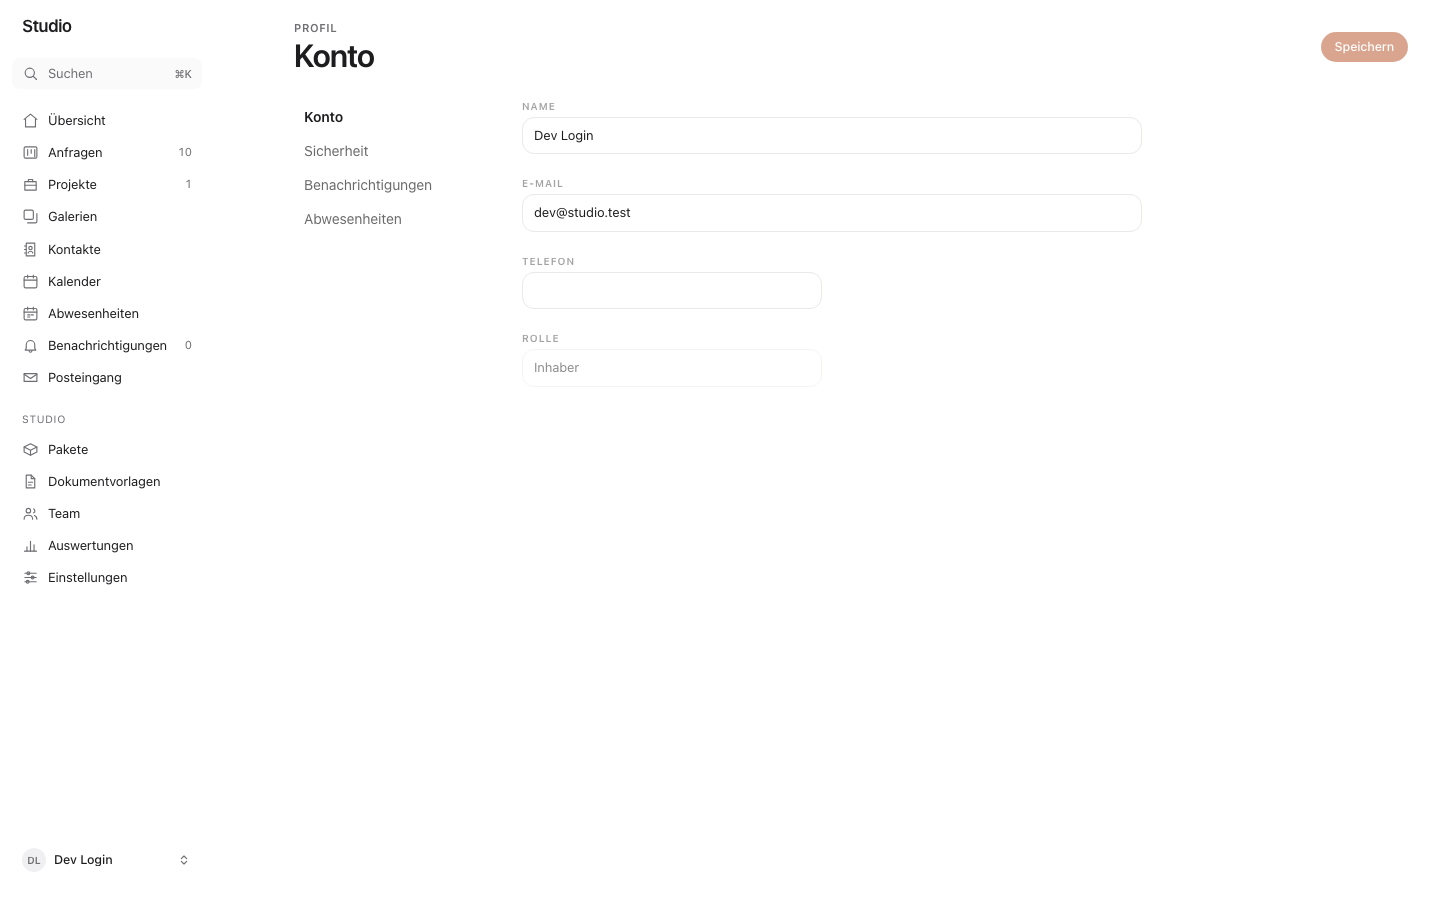 Studio
Suchen ⌘K
Übersicht
Anfragen 10
Projekte 1
Galerien
Kontakte
Kalender
Abwesenheiten
Benachrichtigungen 0
Posteingang
STUDIO
Pakete
Dokumentvorlagen
Team
Auswertungen
Einstellungen
DL Dev Login
PROFIL
Konto
Speichern
Konto
Sicherheit
Benachrichtigungen
Abwesenheiten
NAME
Dev Login
E-MAIL
dev@studio.test
TELEFON
ROLLE
Inhaber